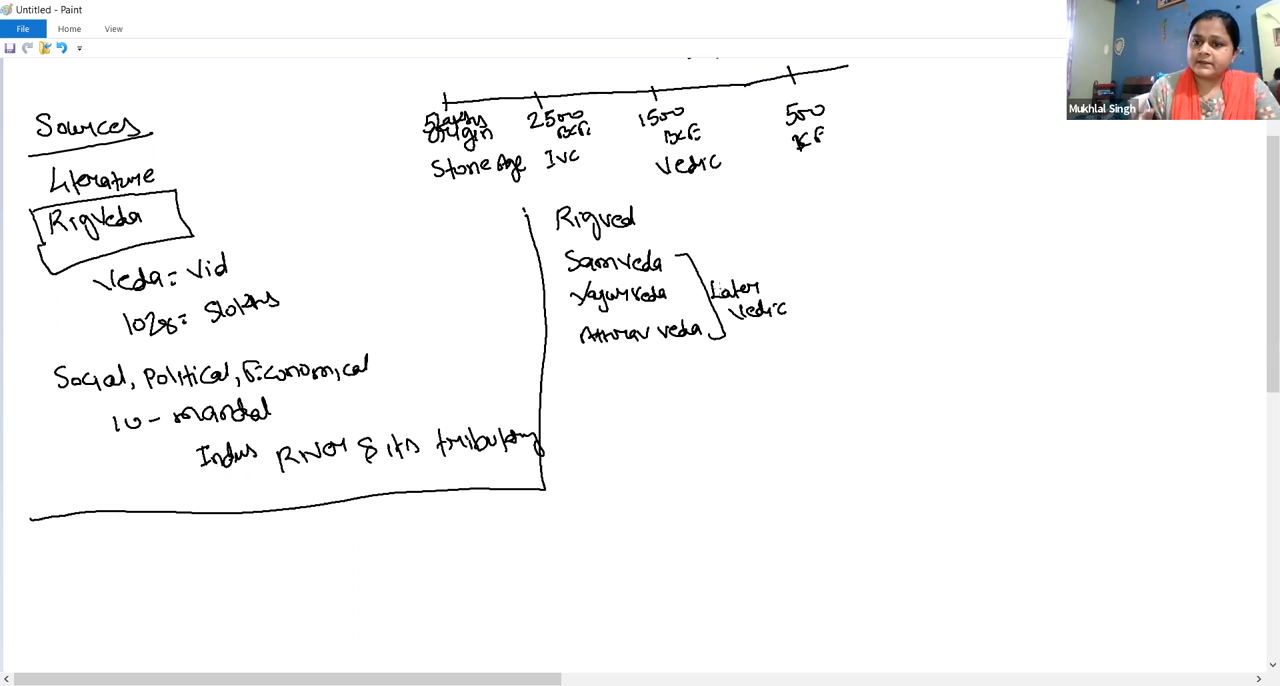 Untitled - Paint
File Home View
Mukhlal Singh
Sources
Literature
RigVeda
Veda = Vid
1028 = Slokas
Social, Political, Economical
10 - mandal
Indus River & its tributary
origin
2500 BCE
1500 BCE
500 BCE
Stone Age
IVC
Vedic
Rigved
Samveda
Yajurveda
Atharav veda
Later
Vedic